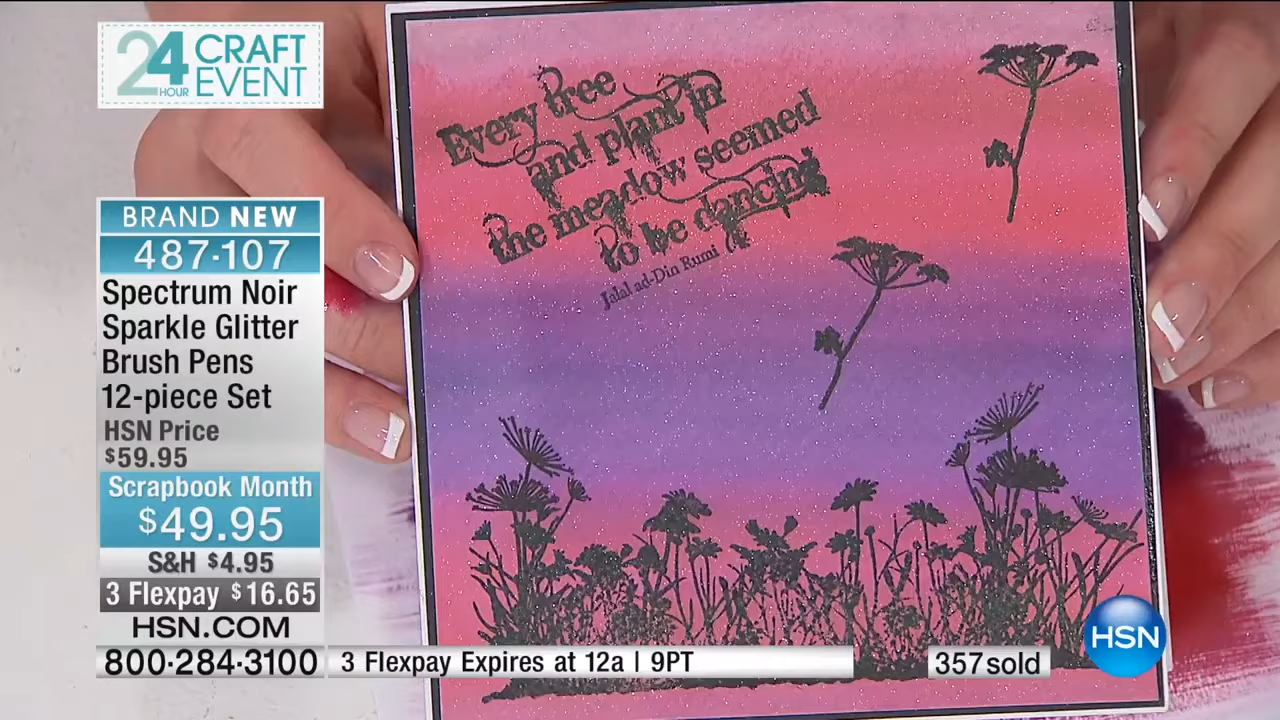 24 HOUR CRAFT EVENT
BRAND NEW
487-107
Spectrum Noir
Sparkle Glitter
Brush Pens
12-piece Set
HSN Price
$59.95
Scrapbook Month
$49.95
S&H $4.95
3 Flexpay $16.65
HSN.COM
800·284·3100
3 Flexpay Expires at 12a | 9PT
357 sold
HSN
Every tree
and plant in
the meadow seemed
to be dancing
Jalal ad-Din Rumi